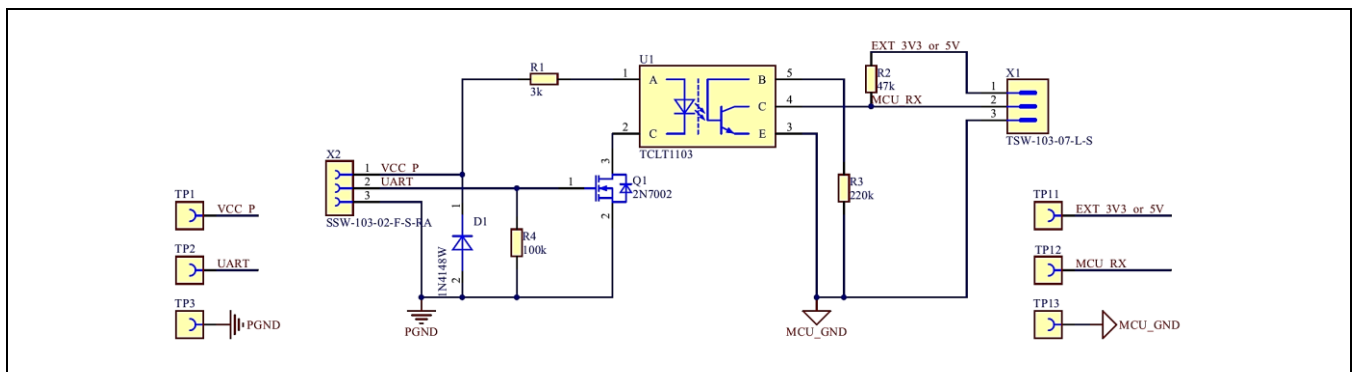 EXT_3V3_or_5V
U1
X1
R1
3k
1
A
B
5
R2
47k
1
C
4
MCU_RX
2
3
2
C
E
3
TSW-103-07-L-S
TCLT1103
X2
1
VCC_P
3
2
UART
1
Q1
2N7002
3
2
R3
220k
TP1
VCC_P
SSW-103-02-F-S-RA
1
D1
TP11
EXT_3V3_or_5V
R4
100k
TP2
UART
1N4148W
2
TP12
MCU_RX
TP3
PGND
PGND
MCU_GND
TP13
MCU_GND